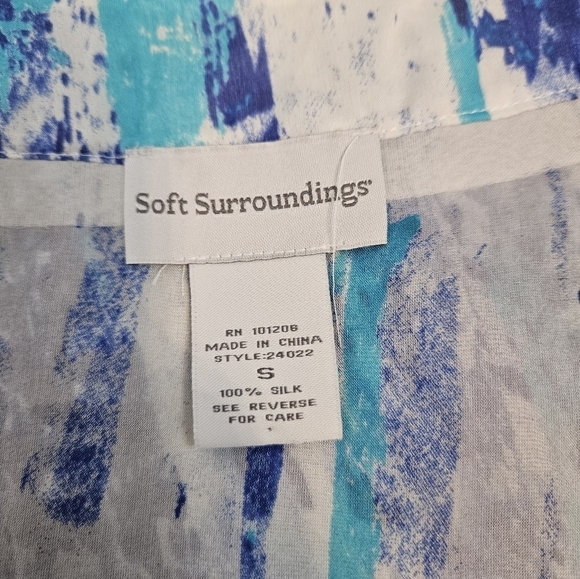 Soft Surroundings®
RN 101206
MADE IN CHINA
STYLE:24022
S
100% SILK
SEE REVERSE
FOR CARE